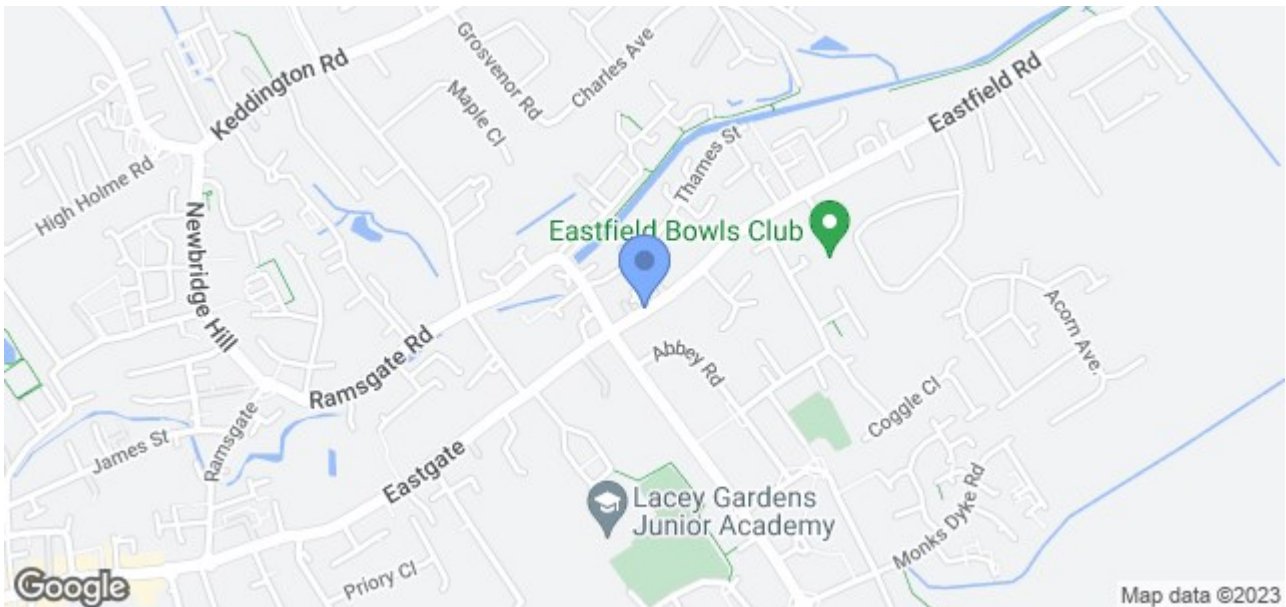 Grosvenor Rd
Charles Ave
Keddington Rd
Maple Cl
Eastfield Rd
High Holme Rd
Thames St
Newbridge Hill
Eastfield Bowls Club
Ramsgate Rd
Abbey Rd
Acorn Ave
Coggle Cl
James St
Ramsgate
Eastgate
Lacey Gardens
Junior Academy
Monks Dyke Rd
Priory Cl
Google
Map data ©2023